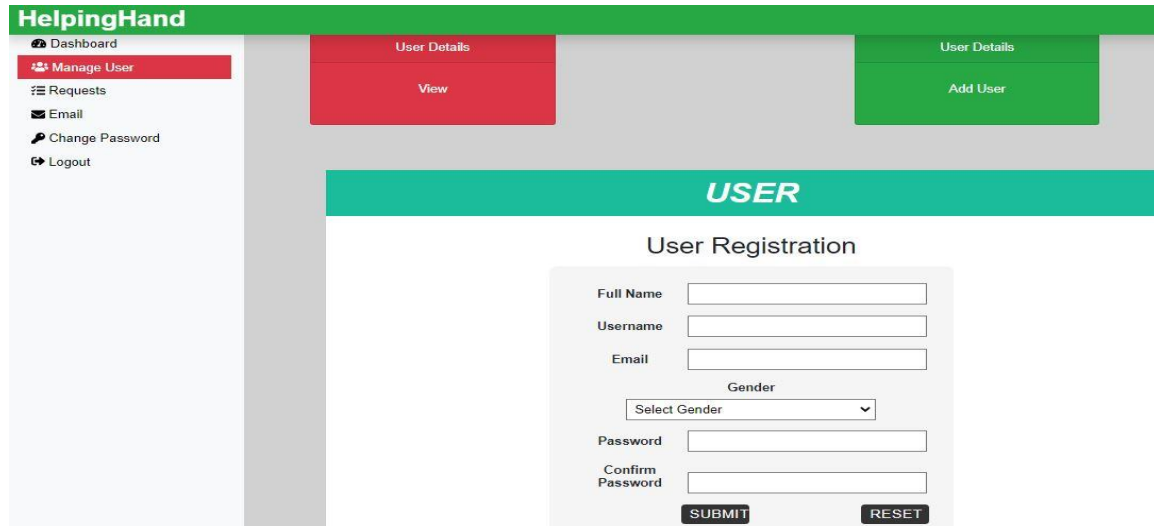 HelpingHand
Dashboard
Manage User
Requests
Email
Change Password
Logout
User Details
View
User Details
Add User
USER
User Registration
Full Name
Username
Email
Gender
Select Gender
Password
Confirm
Password
SUBMIT
RESET